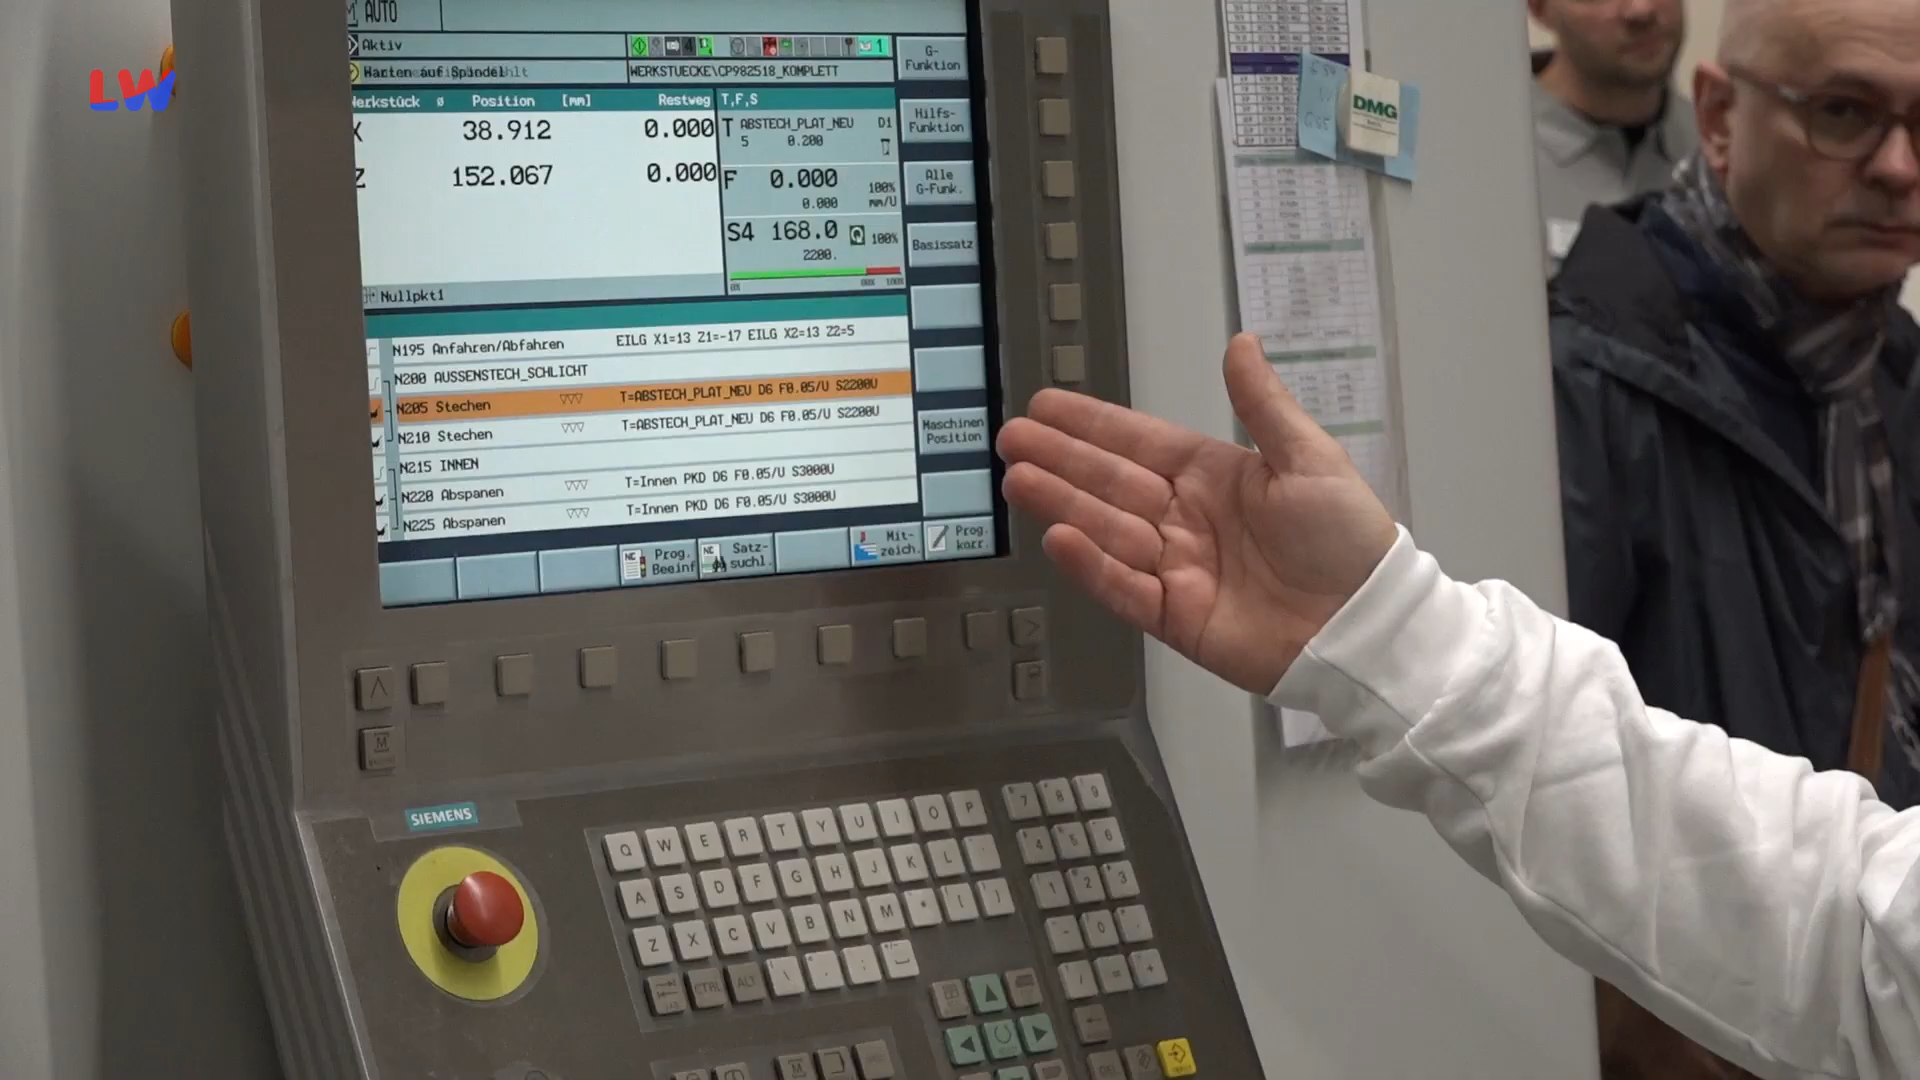 LW
AUTO
Aktiv
Warten auf Spindel
WERKSTUECKE\CP982518_KOMPLETT
Werkstück Ø Position [mm] Restweg
X 38.912 0.000
Z 152.067 0.000
Nullpkt1
T,F,S
T ABSTECH_PLAT_NEU D1
5 0.200
F 0.000 100%
0.000 mm/U
S4 168.0 100%
2200.
G-
Funktion
Hilfs-
Funktion
Alle
G-Funk.
Basissatz
Maschinen
Position
N195 Anfahren/Abfahren EILG X1=13 Z1=-17 EILG X2=13 Z2=5
N200 AUSSENSTECH_SCHLICHT
N205 Stechen ▽▽▽ T=ABSTECH_PLAT_NEU D6 F0.05/U S2200U
N210 Stechen ▽▽▽ T=ABSTECH_PLAT_NEU D6 F0.05/U S2200U
N215 INNEN
N220 Abspanen ▽▽▽ T=Innen PKD D6 F0.05/U S3000U
N225 Abspanen ▽▽▽ T=Innen PKD D6 F0.05/U S3000U
NC Prog.
Beeinf
NC Satz-
suchl.
Mit-
zeich.
Prog.
korr.
DMG
SIEMENS
Q W E R T Y U I O P
A S D F G H J K L
Z X C V B N M * [ ]
CTRL ALT \ . ;
7 8 9
4 5 6
1 2 3
- 0 .
/ = +
DEL